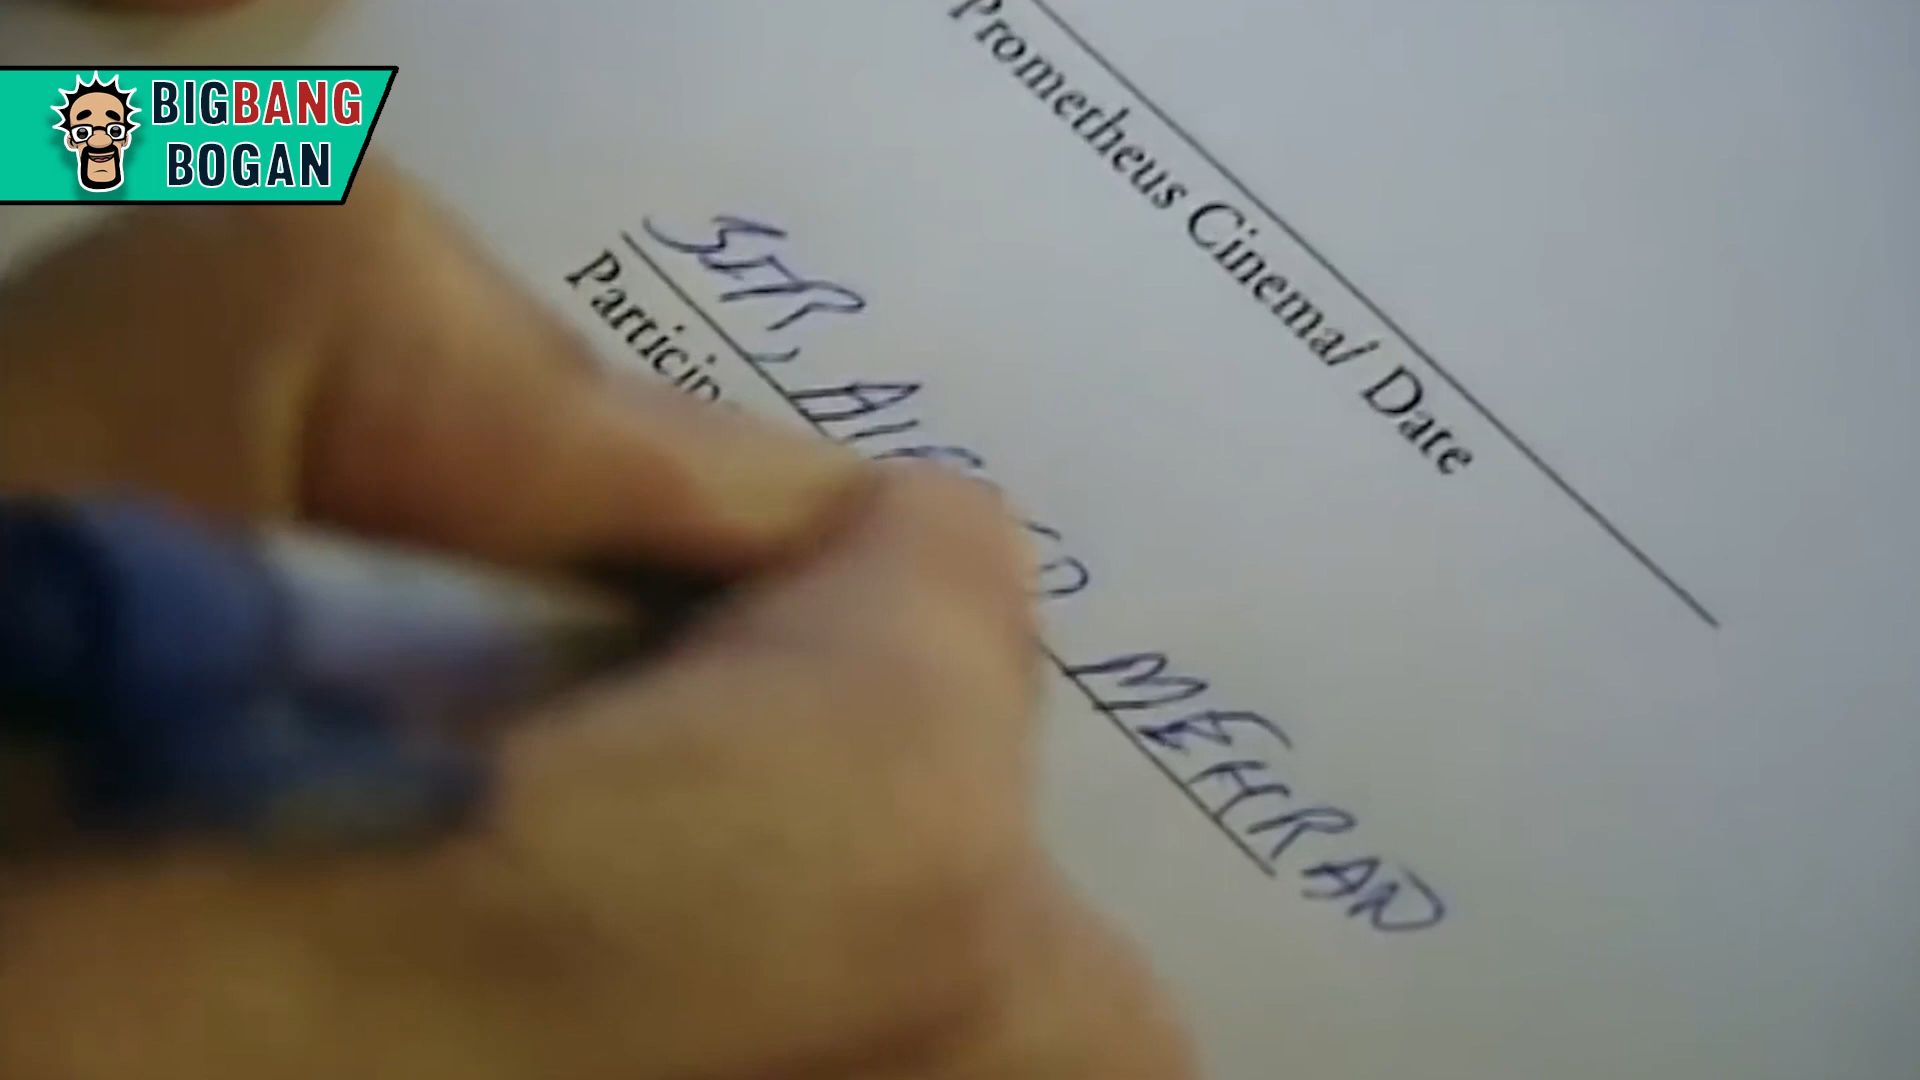 BIGBANG
BOGAN
Prometheus Cinema/ Date
SIR, MEHRAN